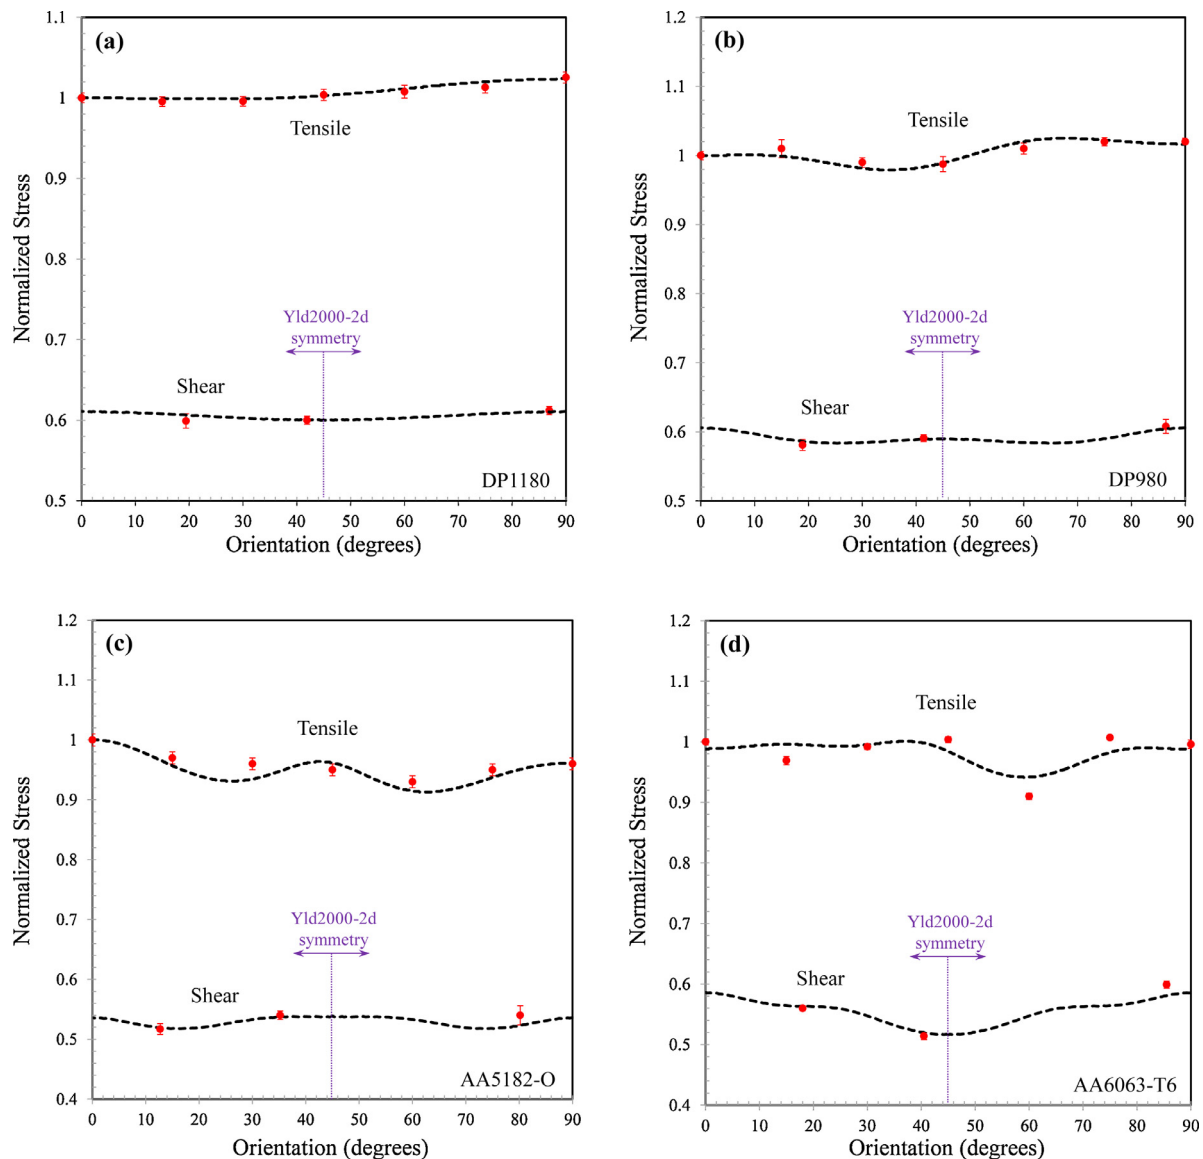 (a)
1.1
1
0.9
0.8
0.7
0.6
0.5
Normalized Stress
Tensile
Yld2000-2d
symmetry
Shear
DP1180
0 10 20 30 40 50 60 70 80 90
Orientation (degrees)
(b)
1.2
1.1
1
0.9
0.8
0.7
0.6
0.5
Normalized Stress
Tensile
Yld2000-2d
symmetry
Shear
DP980
0 10 20 30 40 50 60 70 80 90
Orientation (degrees)
(c)
1.2
1.1
1
0.9
0.8
0.7
0.6
0.5
0.4
Normalized Stress
Tensile
Yld2000-2d
symmetry
Shear
AA5182-O
0 10 20 30 40 50 60 70 80 90
Orientation (degrees)
(d)
1.2
1.1
1
0.9
0.8
0.7
0.6
0.5
0.4
Normalized Stress
Tensile
Yld2000-2d
symmetry
Shear
AA6063-T6
0 10 20 30 40 50 60 70 80 90
Orientation (degrees)